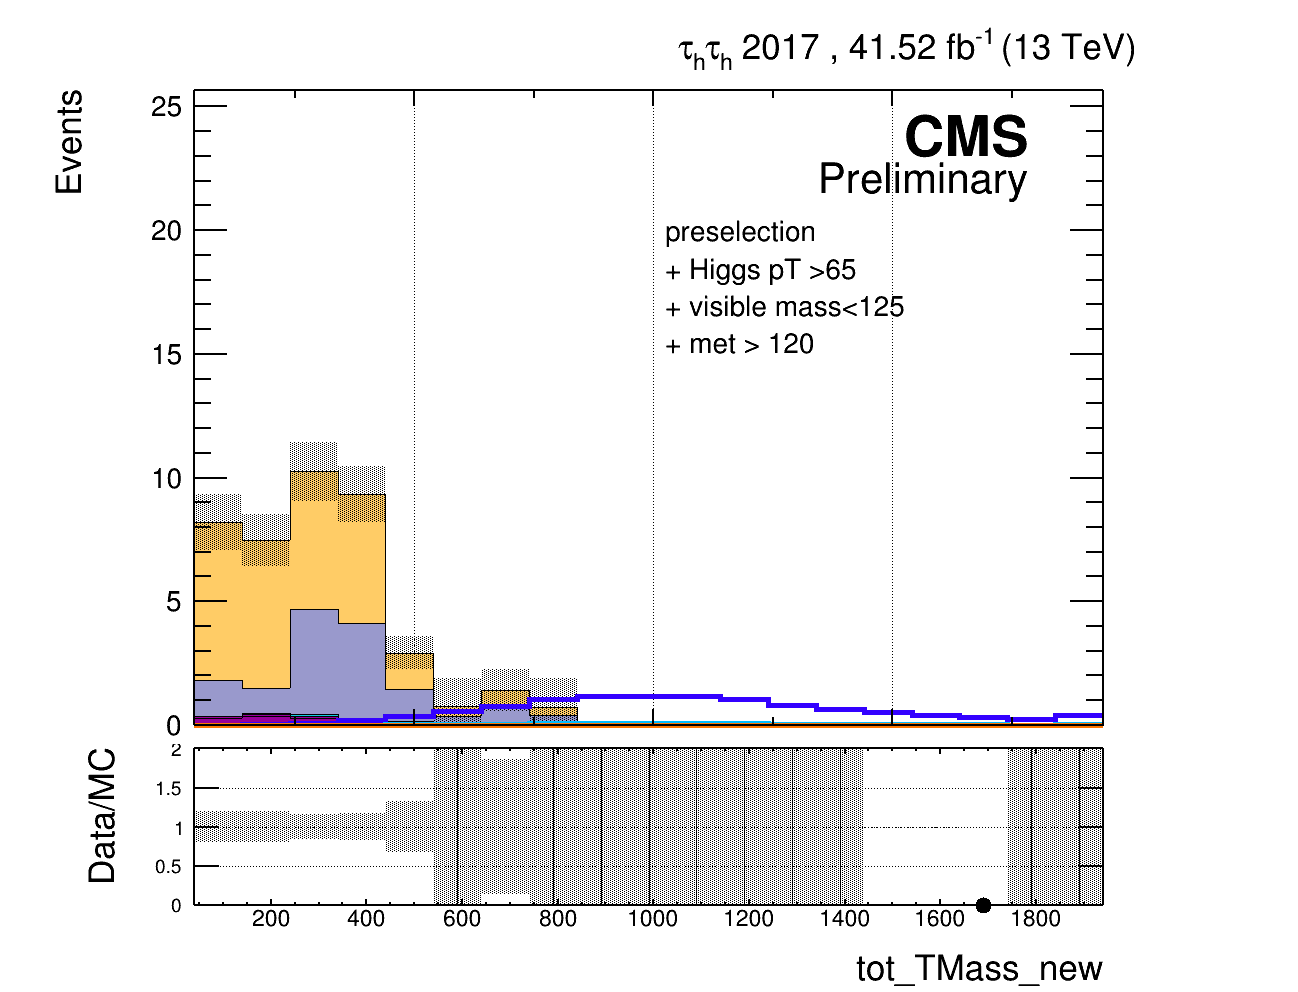 τhτh 2017 , 41.52 fb-1 (13 TeV)
Events
25
20
15
10
5
0
CMS
Preliminary
preselection
+ Higgs pT >65
+ visible mass<125
+ met > 120
Data/MC
2
1.5
1
0.5
0
200 400 600 800 1000 1200 1400 1600 1800
tot_TMass_new